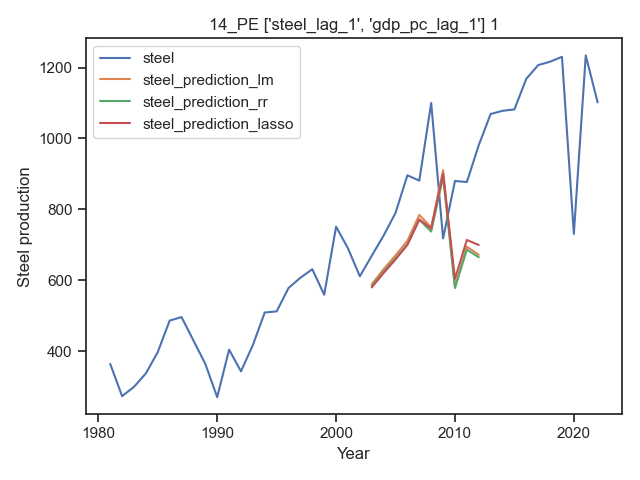 14_PE ['steel_lag_1', 'gdp_pc_lag_1'] 1
steel
steel_prediction_lm
steel_prediction_rr
steel_prediction_lasso
Steel production
1200
1000
800
600
400
1980
1990
2000
2010
2020
Year